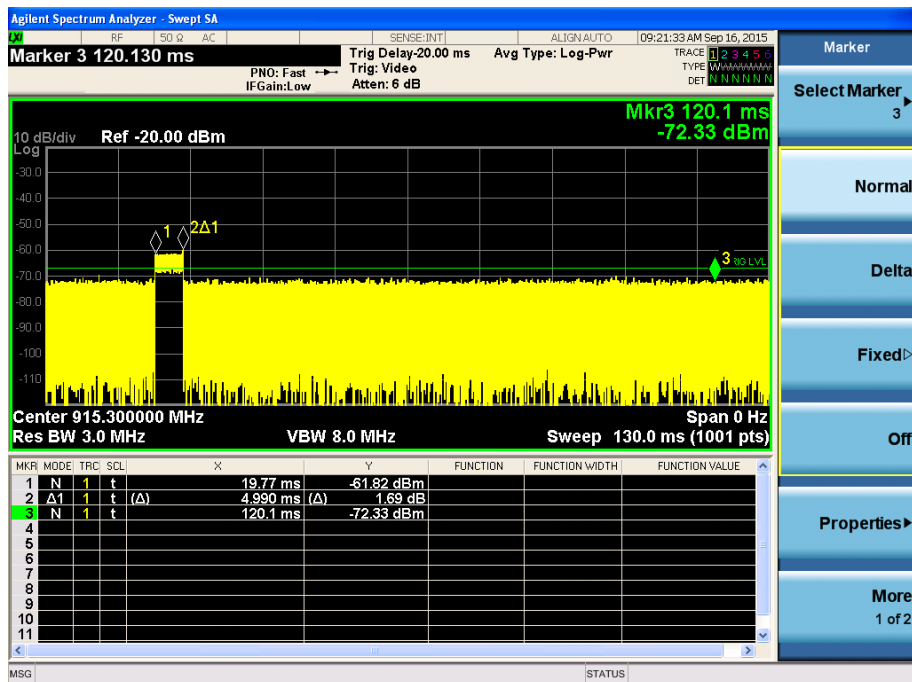 Agilent Spectrum Analyzer - Swept SA
LXI RF 50 Ω AC SENSE:INT ALIGN AUTO 09:21:33 AM Sep 16, 2015
Marker 3 120.130 ms
PNO: Fast
IFGain:Low
Trig Delay-20.00 ms
Trig: Video
Atten: 6 dB
Avg Type: Log-Pwr
TRACE 1 2 3 4 5 6
TYPE W
DET N N N N N N
Mkr3 120.1 ms
-72.33 dBm
10 dB/div Ref -20.00 dBm
Log
-30.0
-40.0
-50.0
-60.0
-70.0
-80.0
-90.0
-100
-110
1 2Δ1
3 RIG LVL
Center 915.300000 MHz Span 0 Hz
Res BW 3.0 MHz VBW 8.0 MHz Sweep 130.0 ms (1001 pts)
MKR MODE TRC SCL X Y FUNCTION FUNCTION WIDTH FUNCTION VALUE
1 N 1 t 19.77 ms -61.82 dBm
2 Δ1 1 t (Δ) 4.990 ms (Δ) 1.69 dB
3 N 1 t 120.1 ms -72.33 dBm
4
5
6
7
8
9
10
11
MSG STATUS
Marker
Select Marker
3
Normal
Delta
Fixed
Off
Properties
More
1 of 2